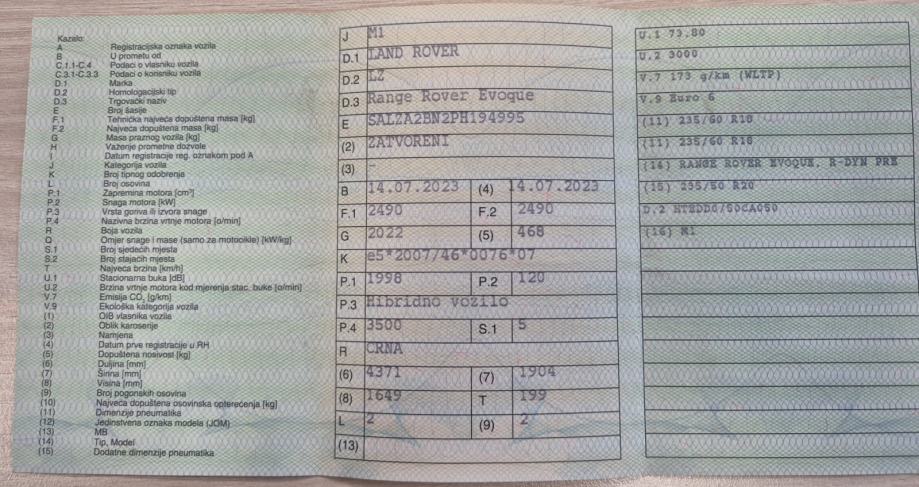 Kazalo:
A Registracijska oznaka vozila
B U prometu od
C.1.1-C.4 Podaci o vlasniku vozila
C.3.1-C.3.3 Podaci o korisniku vozila
D.1 Marka
D.2 Homologacijski tip
D.3 Trgovački naziv
E Broj šasije
F.1 Tehnička najveća dopuštena masa [kg]
F.2 Najveća dopuštena masa [kg]
G Masa praznog vozila [kg]
H Važenje prometne dozvole
I Datum registracije reg. oznakom pod A
J Kategorija vozila
K Broj tipnog odobrenja
L Broj osovina
P.1 Zapremina motora [cm³]
P.2 Snaga motora [kW]
P.3 Vrsta goriva ili izvora snage
P.4 Nazivna brzina vrtnje motora [o/min]
R Boja vozila
Q Omjer snage i mase (samo za motocikle) [kW/kg]
S.1 Broj sjedećih mjesta
S.2 Broj stajaćih mjesta
T Najveća brzina [km/h]
U.1 Stacionarna buka [dB]
U.2 Brzina vrtnje motora kod mjerenja stac. buke [o/min]
V.7 Emisija CO₂ [g/km]
V.9 Ekološka kategorija vozila
(1) OIB vlasnika vozila
(2) Oblik karoserije
(3) Namjena
(4) Datum prve registracije u RH
(5) Dopuštena nosivost [kg]
(6) Duljina [mm]
(7) Širina [mm]
(8) Visina [mm]
(9) Broj pogonskih osovina
(10) Najveća dopuštena osovinska opterećenja [kg]
(11) Dimenzije pneumatika
(12) Jedinstvena oznaka modela (JOM)
(13) MB
(14) Tip, Model
(15) Dodatne dimenzije pneumatika
J M1
D.1 LAND ROVER
D.2 LZ
D.3 Range Rover Evoque
E SALZA2BN2PH194995
(2) ZATVORENI
(3) -
B 14.07.2023 (4) 14.07.2023
F.1 2490 F.2 2490
G 2022 (5) 468
K e5*2007/46*0076*07
P.1 1998 P.2 120
P.3 Hibridno vozilo
P.4 3500 S.1 5
R CRNA
(6) 4371 (7) 1904
(8) 1649 T 199
L 2 (9) 2
(13)
U.1 73,80
U.2 3000
V.7 173 g/km (WLTP)
V.9 Euro 6
(11) 235/60 R18
(11) 235/60 R18
(14) RANGE ROVER EVOQUE, R-DYN PRE
(15) 235/50 R20
D.2
(16) M1